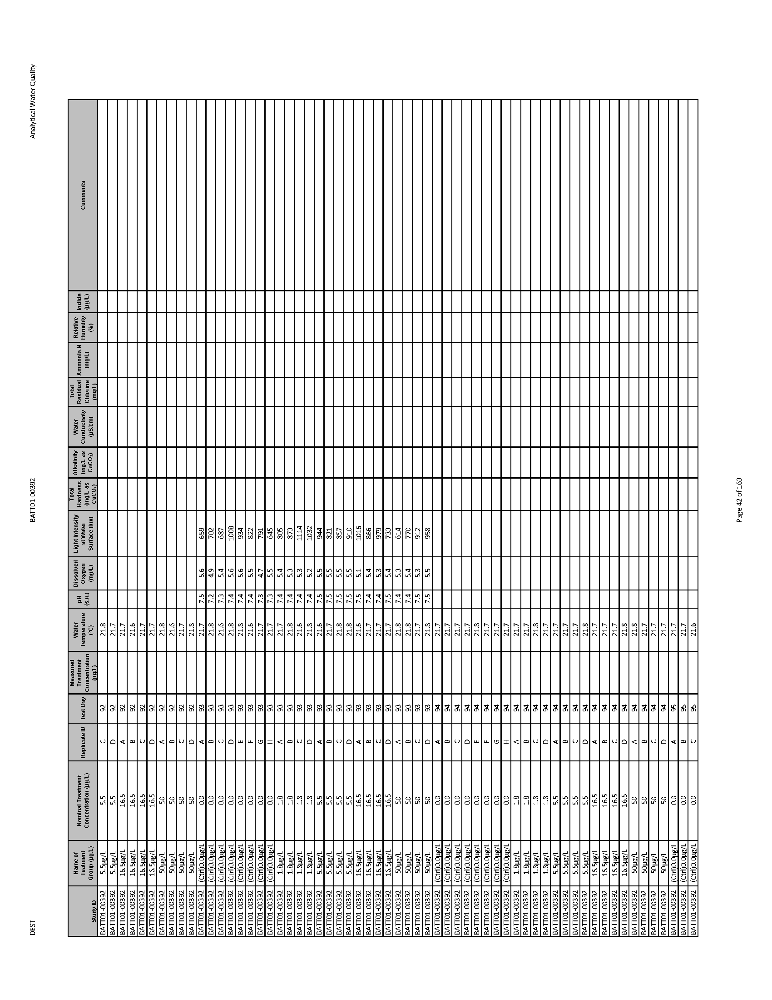 DEST BATT01-00392 Analytical Water Quality
Study ID | Name of Teatment Group (µg/L) | Nominal Treatment Concentration (µg/L) | Replicate ID | Test Day | Measured Treatment Concentration (µg/L) | Water Temperature (°C) | pH (s.u.) | Dissolved Oxygen (mg/L) | Light Intensity at Water Surface (lux) | Total Hardness (mg/L as CaCO₃) | Alkalinity (mg/L as CaCO₃) | Water Conductivity (µS/cm) | Total Residual Chlorine (mg/L) | Ammonia-N (mg/L) | Relative Humidity (%) | Iodide (µg/L) | Comments
BATT01-00392 5.5µg/L 5.5 C 92 21.8
BATT01-00392 5.5µg/L 5.5 D 92 21.7
BATT01-00392 16.5µg/L 16.5 A 92 21.7
BATT01-00392 16.5µg/L 16.5 B 92 21.6
BATT01-00392 16.5µg/L 16.5 C 92 21.7
BATT01-00392 16.5µg/L 16.5 D 92 21.7
BATT01-00392 50µg/L 50 A 92 21.8
BATT01-00392 50µg/L 50 B 92 21.6
BATT01-00392 50µg/L 50 C 92 21.7
BATT01-00392 50µg/L 50 D 92 21.8
BATT01-00392 (Ctrl)0.0µg/L 0.0 A 93 21.7 7.5 5.6 659
BATT01-00392 (Ctrl)0.0µg/L 0.0 B 93 21.8 7.2 4.9 702
BATT01-00392 (Ctrl)0.0µg/L 0.0 C 93 21.6 7.3 5.4 687
BATT01-00392 (Ctrl)0.0µg/L 0.0 D 93 21.8 7.4 5.6 1008
BATT01-00392 (Ctrl)0.0µg/L 0.0 E 93 21.8 7.4 5.6 934
BATT01-00392 (Ctrl)0.0µg/L 0.0 F 93 21.6 7.4 5.5 822
BATT01-00392 (Ctrl)0.0µg/L 0.0 G 93 21.7 7.3 4.7 791
BATT01-00392 (Ctrl)0.0µg/L 0.0 H 93 21.7 7.3 5.5 645
BATT01-00392 1.8µg/L 1.8 A 93 21.7 7.4 5.4 805
BATT01-00392 1.8µg/L 1.8 B 93 21.8 7.4 5.3 873
BATT01-00392 1.8µg/L 1.8 C 93 21.6 7.4 5.3 1114
BATT01-00392 1.8µg/L 1.8 D 93 21.8 7.4 5.2 1032
BATT01-00392 5.5µg/L 5.5 A 93 21.6 7.5 5.5 944
BATT01-00392 5.5µg/L 5.5 B 93 21.7 7.5 5.5 821
BATT01-00392 5.5µg/L 5.5 C 93 21.8 7.5 5.5 857
BATT01-00392 5.5µg/L 5.5 D 93 21.8 7.5 5.5 910
BATT01-00392 16.5µg/L 16.5 A 93 21.6 7.5 5.1 1016
BATT01-00392 16.5µg/L 16.5 B 93 21.7 7.4 5.4 866
BATT01-00392 16.5µg/L 16.5 C 93 21.7 7.4 5.3 979
BATT01-00392 16.5µg/L 16.5 D 93 21.7 7.5 5.4 733
BATT01-00392 50µg/L 50 A 93 21.8 7.4 5.3 614
BATT01-00392 50µg/L 50 B 93 21.8 7.4 5.4 770
BATT01-00392 50µg/L 50 C 93 21.7 7.5 5.3 912
BATT01-00392 50µg/L 50 D 93 21.8 7.5 5.5 958
BATT01-00392 (Ctrl)0.0µg/L 0.0 A 94 21.7
BATT01-00392 (Ctrl)0.0µg/L 0.0 B 94 21.7
BATT01-00392 (Ctrl)0.0µg/L 0.0 C 94 21.7
BATT01-00392 (Ctrl)0.0µg/L 0.0 D 94 21.7
BATT01-00392 (Ctrl)0.0µg/L 0.0 E 94 21.8
BATT01-00392 (Ctrl)0.0µg/L 0.0 F 94 21.7
BATT01-00392 (Ctrl)0.0µg/L 0.0 G 94 21.7
BATT01-00392 (Ctrl)0.0µg/L 0.0 H 94 21.7
BATT01-00392 1.8µg/L 1.8 A 94 21.7
BATT01-00392 1.8µg/L 1.8 B 94 21.7
BATT01-00392 1.8µg/L 1.8 C 94 21.8
BATT01-00392 1.8µg/L 1.8 D 94 21.7
BATT01-00392 5.5µg/L 5.5 A 94 21.7
BATT01-00392 5.5µg/L 5.5 B 94 21.7
BATT01-00392 5.5µg/L 5.5 C 94 21.7
BATT01-00392 5.5µg/L 5.5 D 94 21.8
BATT01-00392 16.5µg/L 16.5 A 94 21.7
BATT01-00392 16.5µg/L 16.5 B 94 21.7
BATT01-00392 16.5µg/L 16.5 C 94 21.7
BATT01-00392 16.5µg/L 16.5 D 94 21.8
BATT01-00392 50µg/L 50 A 94 21.8
BATT01-00392 50µg/L 50 B 94 21.7
BATT01-00392 50µg/L 50 C 94 21.7
BATT01-00392 50µg/L 50 D 94 21.7
BATT01-00392 (Ctrl)0.0µg/L 0.0 A 95 21.7
BATT01-00392 (Ctrl)0.0µg/L 0.0 B 95 21.7
BATT01-00392 (Ctrl)0.0µg/L 0.0 C 95 21.6
Page 42 of 163